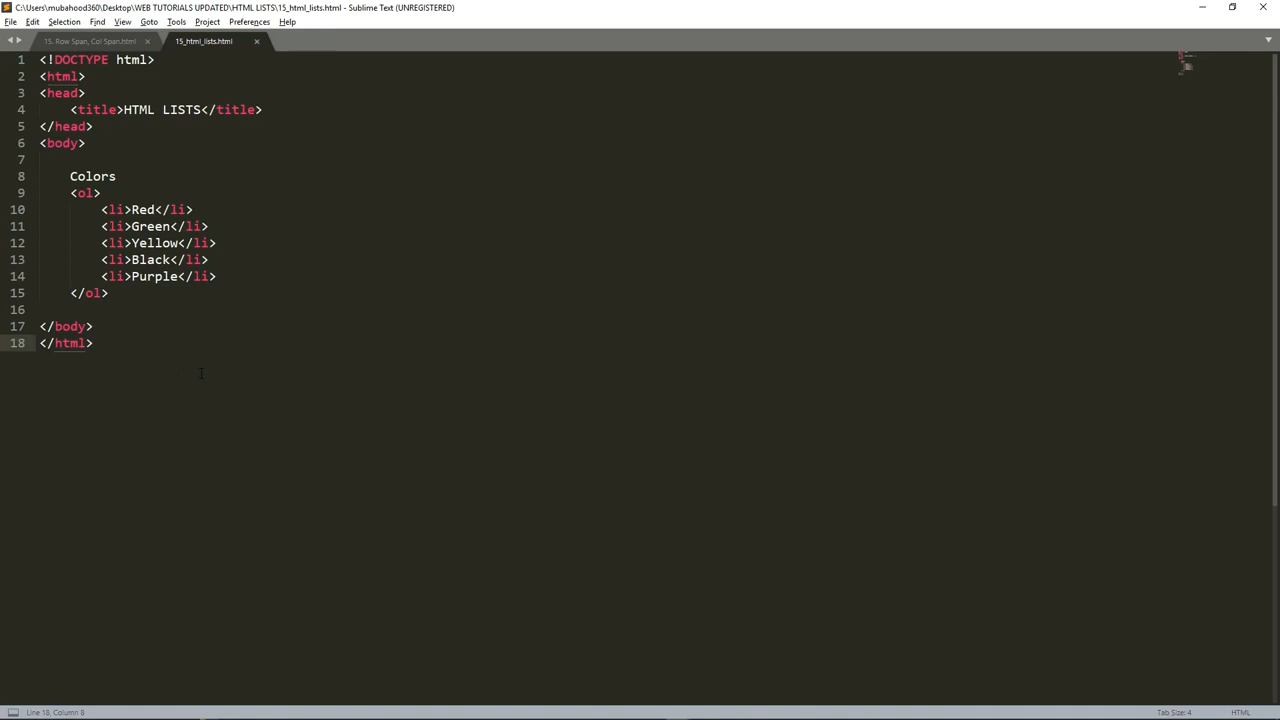 C:\Users\mubahood360\Desktop\WEB TUTORIALS UPDATED\HTML LISTS\15_html_lists.html - Sublime Text (UNREGISTERED)
File Edit Selection Find View Goto Tools Project Preferences Help
15. Row Span, Col Span.html 15_html_lists.html
1 <!DOCTYPE html>
2 <html>
3 <head>
4 <title>HTML LISTS</title>
5 </head>
6 <body>
7
8 Colors
9 <ol>
10 <li>Red</li>
11 <li>Green</li>
12 <li>Yellow</li>
13 <li>Black</li>
14 <li>Purple</li>
15 </ol>
16
17 </body>
18 </html>
Line 18, Column 8 Tab Size: 4 HTML